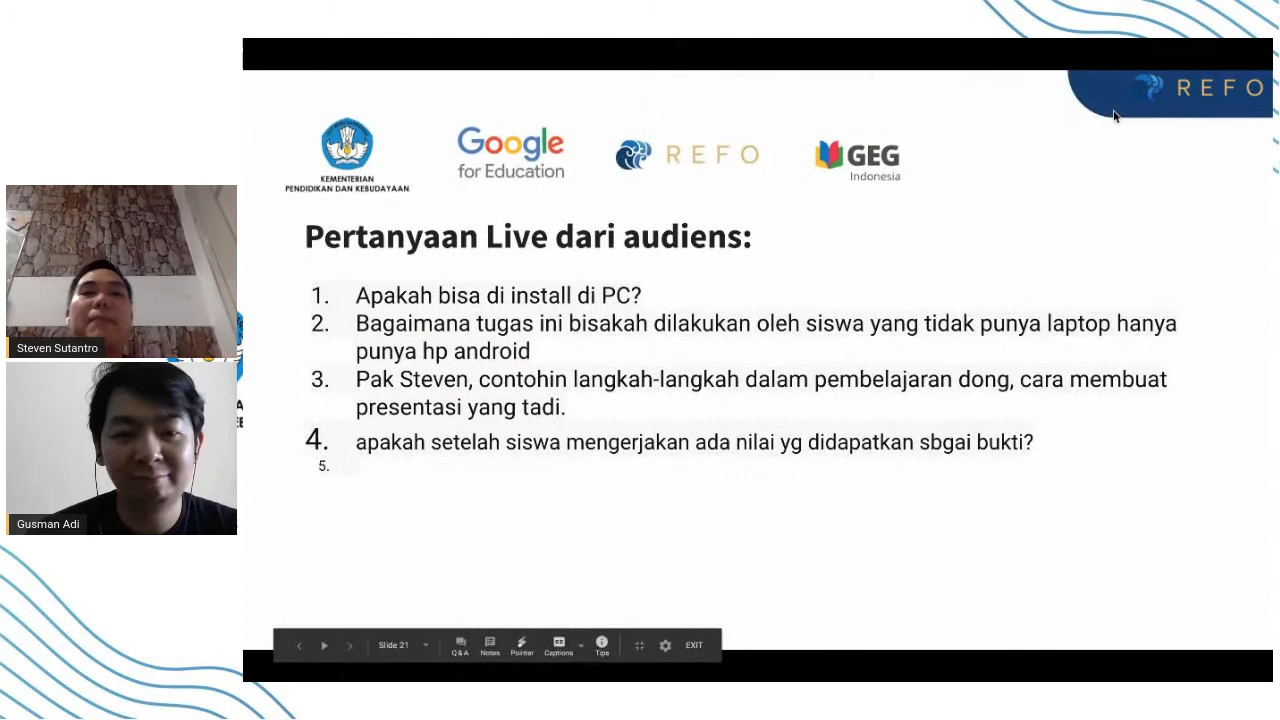 REFO
KEMENTERIAN
PENDIDIKAN DAN KEBUDAYAAN
Google
for Education
REFO
GEG
Indonesia
Pertanyaan Live dari audiens:
1. Apakah bisa di install di PC?
2. Bagaimana tugas ini bisakah dilakukan oleh siswa yang tidak punya laptop hanya
punya hp android
3. Pak Steven, contohin langkah-langkah dalam pembelajaran dong, cara membuat
presentasi yang tadi.
4. apakah setelah siswa mengerjakan ada nilai yg didapatkan sbgai bukti?
5.
Steven Sutantro
Gusman Adi
Slide 21
Q&A
Notes
Pointer
Captions
Tips
EXIT